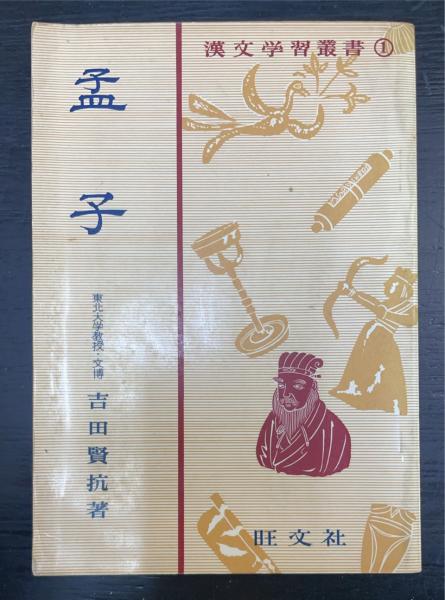 漢文学習叢書①
孟子
東北大学教授・文博
吉田賢抗著
旺文社